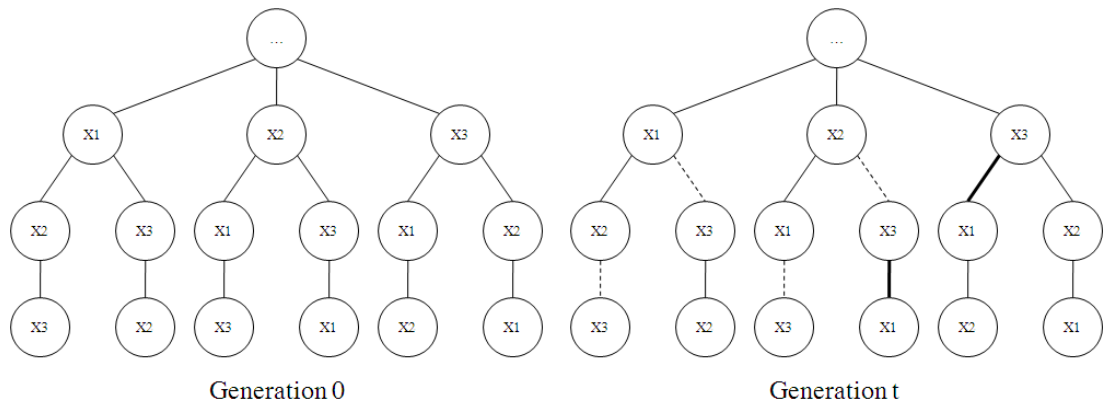 ... ...
X1 X2 X3 X1 X2 X3
X2 X3 X1 X3 X1 X2 X2 X3 X1 X3 X1 X2
X3 X2 X3 X1 X2 X1 X3 X2 X3 X1 X2 X1
Generation 0 Generation t